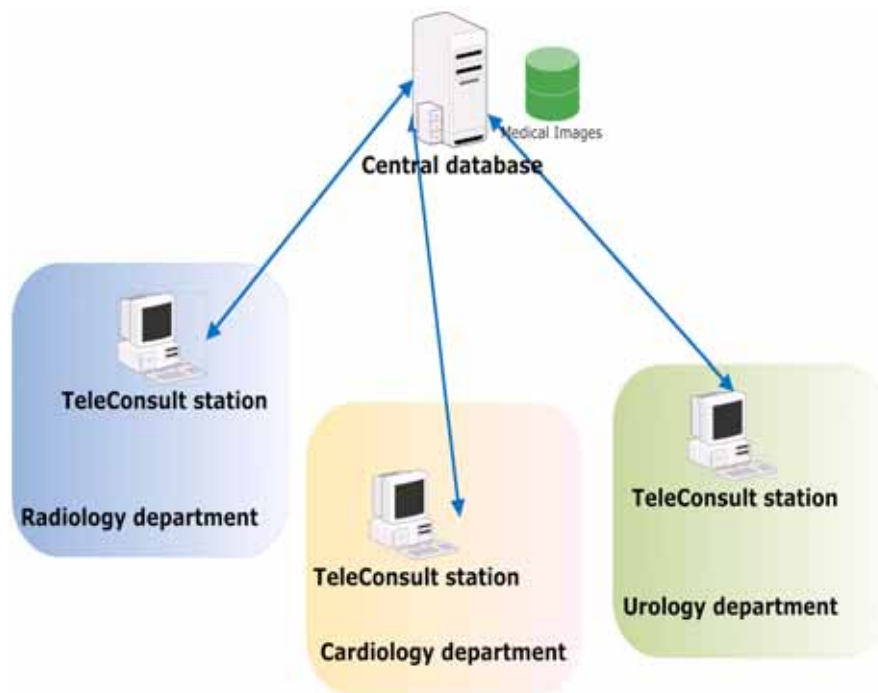 Medical Images
Central database
TeleConsult station
Radiology department
TeleConsult station
Cardiology department
TeleConsult station
Urology department